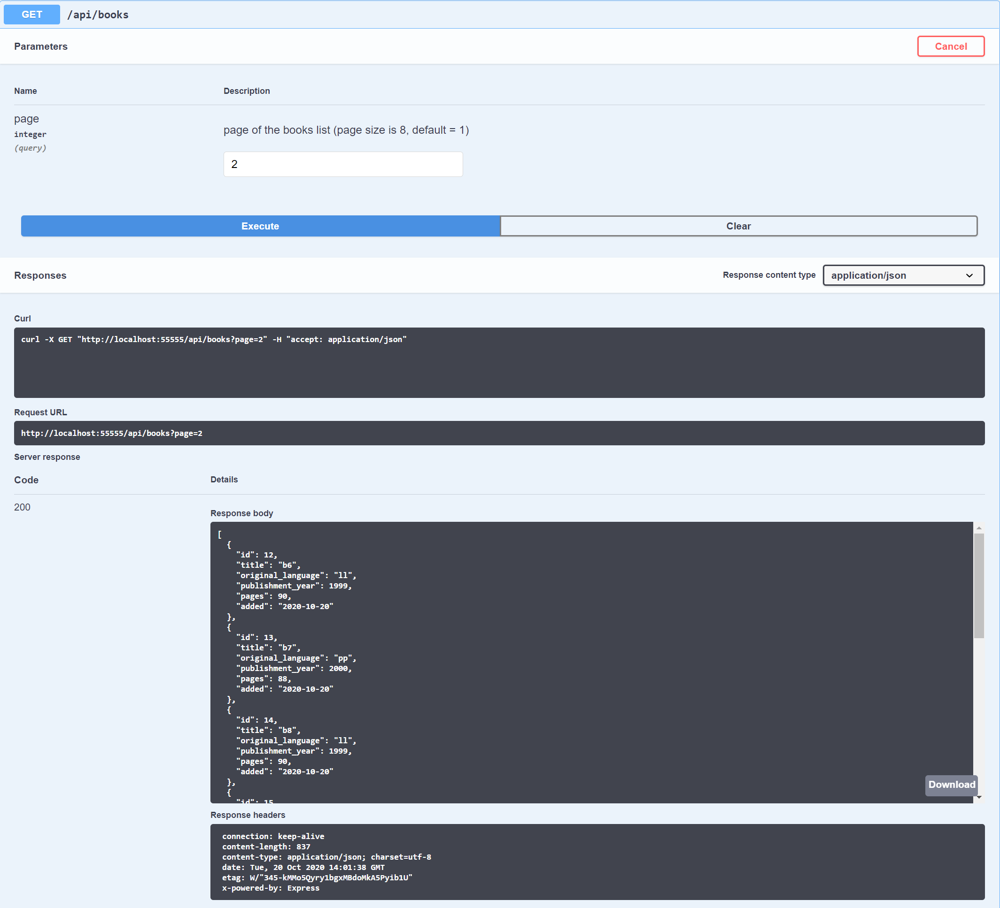 GET /api/books
Parameters
Cancel
Name Description
page
integer
(query)
page of the books list (page size is 8, default = 1)
2
Execute Clear
Responses
Response content type
application/json
Curl
curl -X GET "http://localhost:55555/api/books?page=2" -H "accept: application/json"
Request URL
http://localhost:55555/api/books?page=2
Server response
Code Details
200
Response body
[
  {
    "id": 12,
    "title": "b6",
    "original_language": "ll",
    "publishment_year": 1999,
    "pages": 90,
    "added": "2020-10-20"
  },
  {
    "id": 13,
    "title": "b7",
    "original_language": "pp",
    "publishment_year": 2000,
    "pages": 88,
    "added": "2020-10-20"
  },
  {
    "id": 14,
    "title": "b8",
    "original_language": "ll",
    "publishment_year": 1999,
    "pages": 90,
    "added": "2020-10-20"
  },
  {
    "id": 15
Download
Response headers
connection: keep-alive
content-length: 837
content-type: application/json; charset=utf-8
date: Tue, 20 Oct 2020 14:01:38 GMT
etag: W/"345-kMMo5Qyry1bgxMBdoMkA5Pyib1U"
x-powered-by: Express